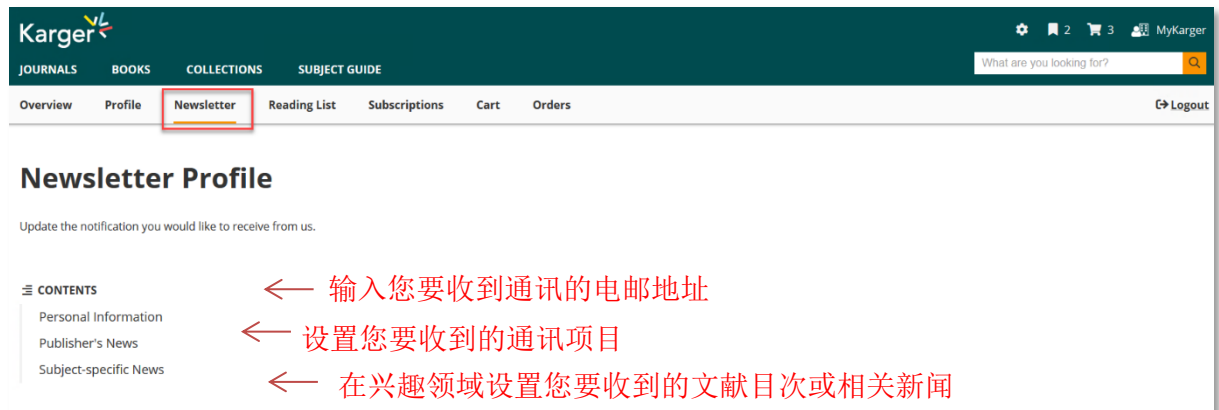 Karger
2 3 MyKarger
JOURNALS BOOKS COLLECTIONS SUBJECT GUIDE What are you looking for?
Overview Profile Newsletter Reading List Subscriptions Cart Orders Logout
Newsletter Profile
Update the notification you would like to receive from us.
CONTENTS 输入您要收到通讯的电邮地址
Personal Information
设置您要收到的通讯项目
Publisher's News
Subject-specific News
在兴趣领域设置您要收到的文献目次或相关新闻